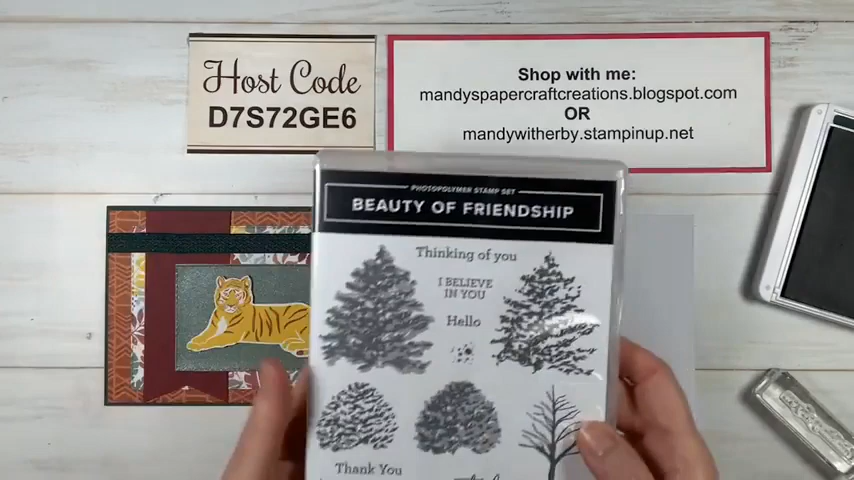 Host Code
D7S72GE6
Shop with me:
mandyspapercraftcreations.blogspot.com
OR
mandywitherby.stampinup.net
PHOTOPOLYMER STAMP SET
BEAUTY OF FRIENDSHIP
Thinking of you
I BELIEVE
IN YOU
Hello
Thank You